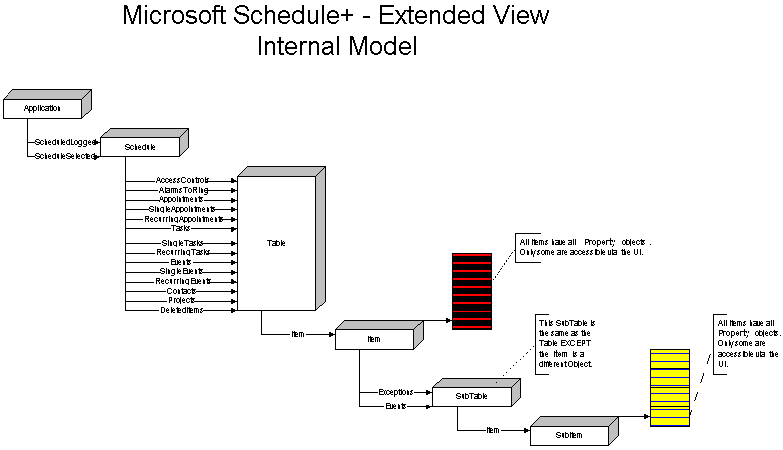 Microsoft Schedule+ - Extended View
Internal Model
Application
ScheduledLogged
ScheduleSelected
Schedule
AccessControls
AlarmsToRing
Appointments
SingleAppointments
RecurringAppointments
Tasks
SingleTasks
RecurringTasks
Events
SingleEvents
RecurringEvents
Contacts
Projects
DeletedItems
Table
Item
Item
All Items have all Property objects.
Only some are accessible via the UI.
This SubTable is
the same as the
Table EXCEPT
the Item is a
different Object.
Exceptions
Events
SubTable
Item
SubItem
All Items have all
Property objects.
Only some are
accessible via the
UI.